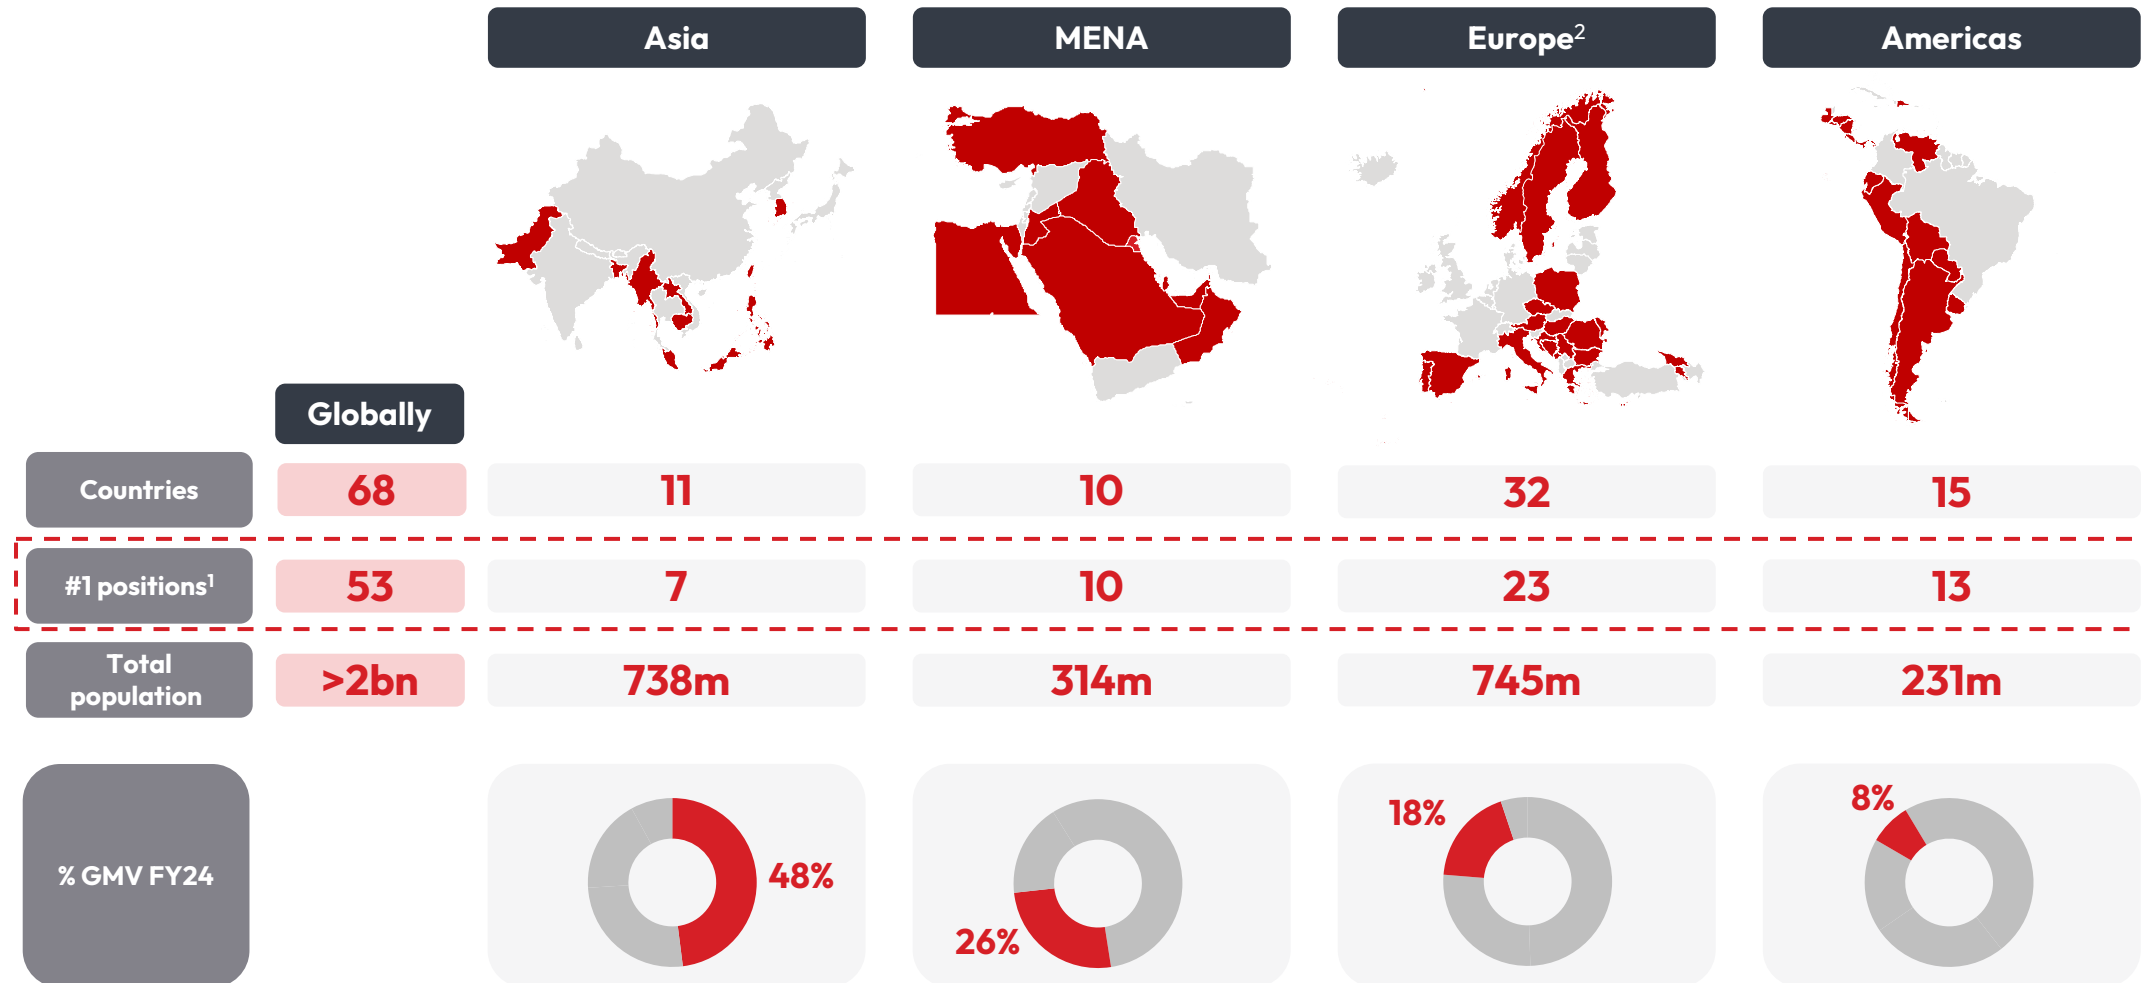 Asia
MENA
Europe²
Americas
Globally
Countries
68
11
10
32
15
#1 positions¹
53
7
10
23
13
Total
population
>2bn
738m
314m
745m
231m
% GMV FY24
48%
26%
18%
8%